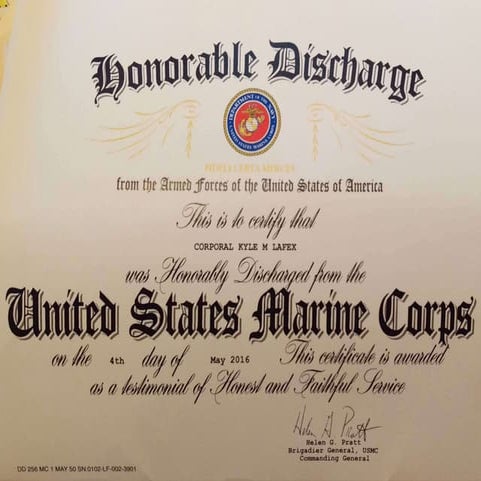 Honorable Discharge
from the Armed Forces of the United States of America
This is to certify that
CORPORAL KYLE M LAFEX
was Honorably Discharged from the
United States Marine Corps
on the 4th day of May 2016 This certificate is awarded
as a testimonial of Honest and Faithful Service
Helen G Pratt
Helen G. Pratt
Brigadier General, USMC
Commanding General
DD 256 MC 1 MAY 50 SN:0102-LF-002-3901